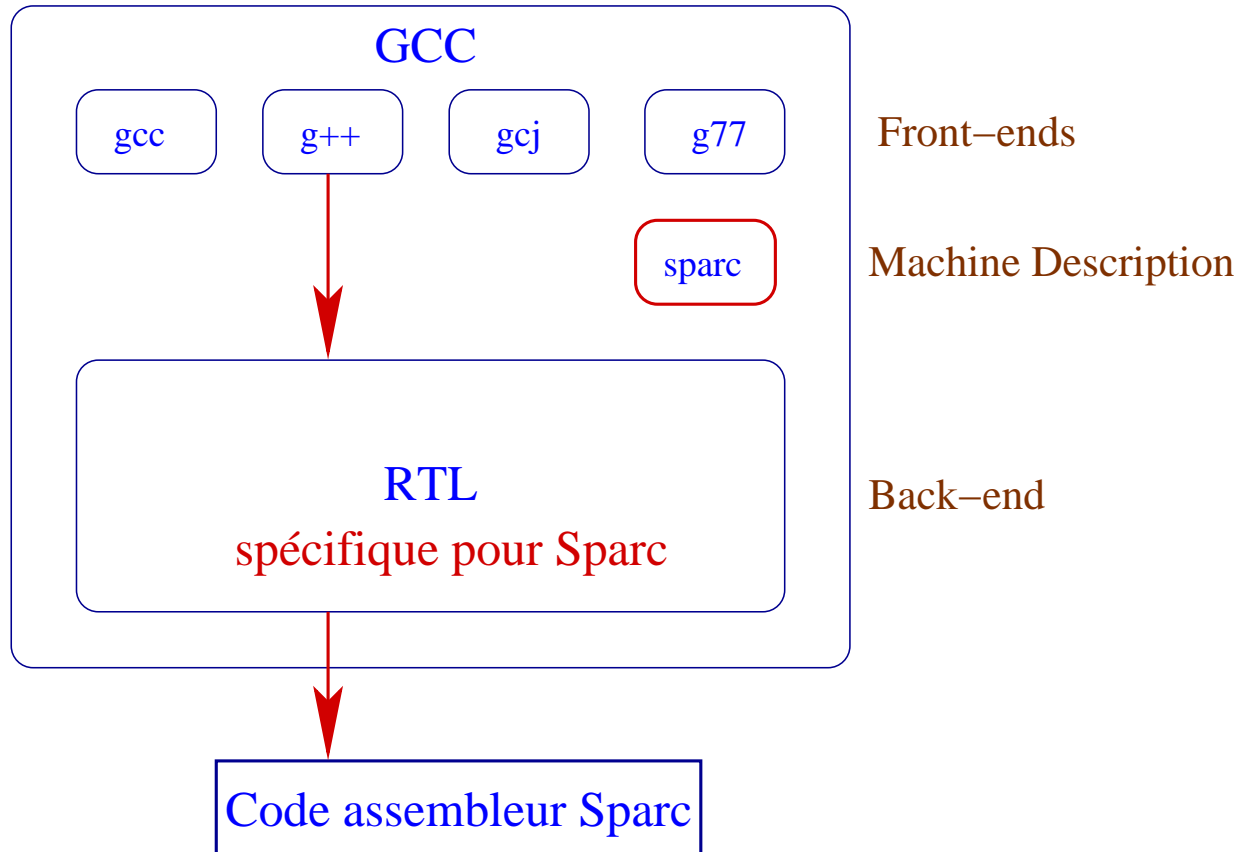 GCC
gcc g++ gcj g77 Front−ends
sparc Machine Description
RTL
Back−end
spécifique pour Sparc
Code assembleur Sparc